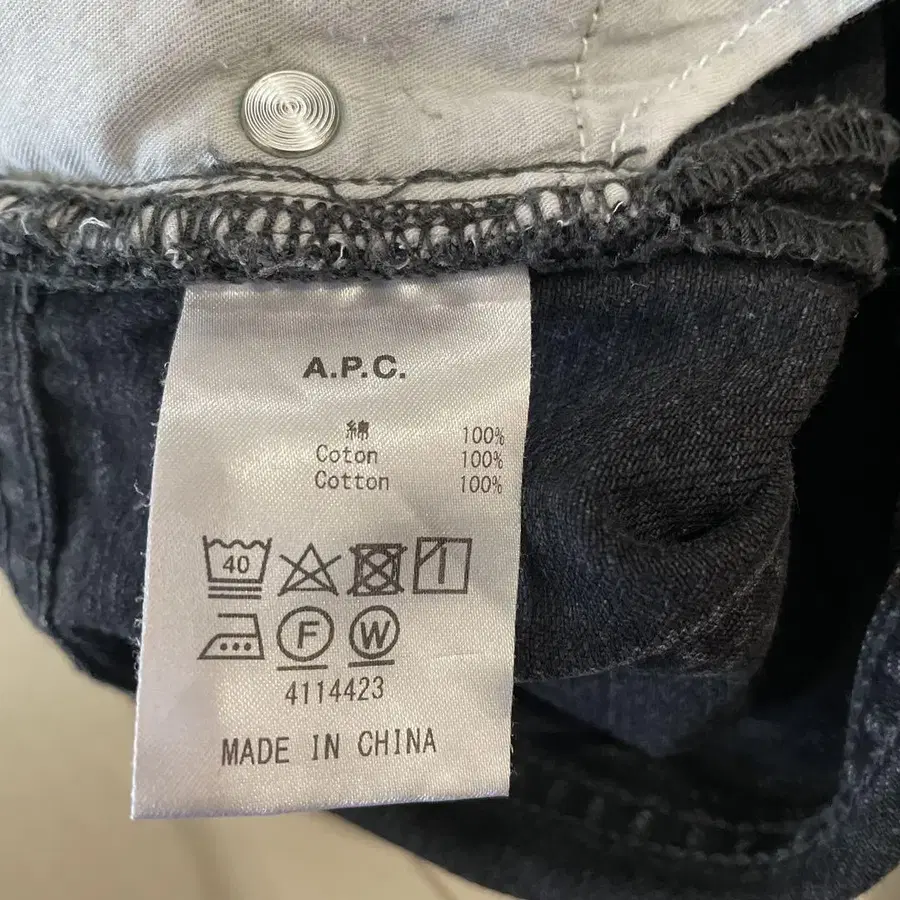 A.P.C.
綿 100%
Coton 100%
Cotton 100%
40
F W
4114423
MADE IN CHINA